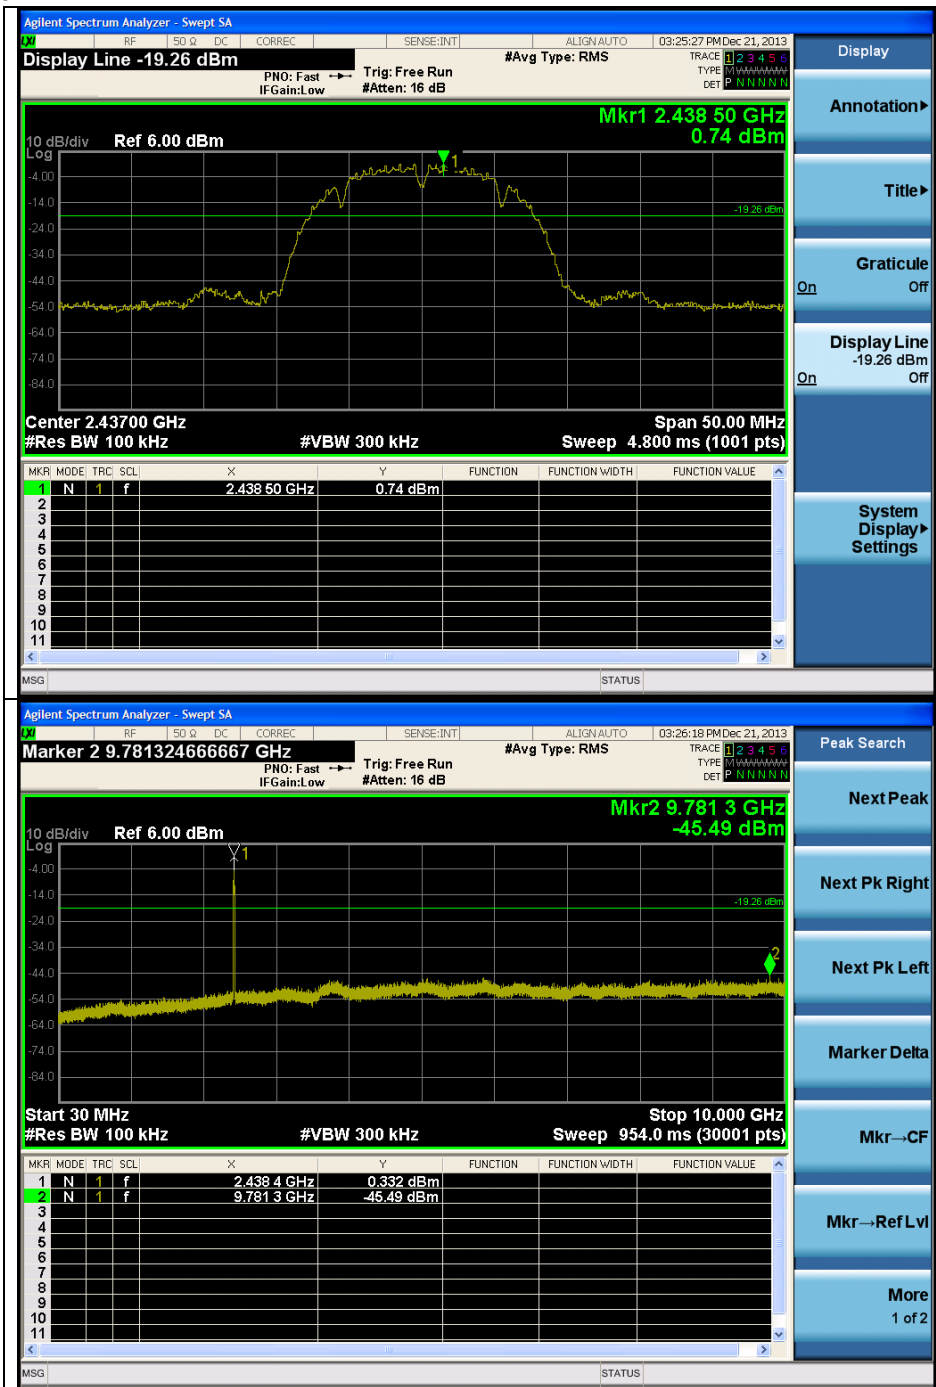 Agilent Spectrum Analyzer - Swept SA
LXI RF 50 Ω DC CORREC SENSE:INT ALIGN AUTO 03:25:27 PM Dec 21, 2013
Display Line -19.26 dBm
#Avg Type: RMS
TRACE 1 2 3 4 5 6
TYPE M
DET P N N N N N
PNO: Fast
IFGain:Low
Trig: Free Run
#Atten: 16 dB
Display
Mkr1 2.438 50 GHz
0.74 dBm
10 dB/div Ref 6.00 dBm
Log
1
-4.00
-14.0
-19.26 dBm
-24.0
-34.0
-44.0
-54.0
-64.0
-74.0
-84.0
Center 2.43700 GHz Span 50.00 MHz
#Res BW 100 kHz #VBW 300 kHz Sweep 4.800 ms (1001 pts)
MKR MODE TRC SCL X Y FUNCTION FUNCTION WIDTH FUNCTION VALUE
1 N 1 f 2.438 50 GHz 0.74 dBm
2
3
4
5
6
7
8
9
10
11
MSG STATUS
Annotation
Title
Graticule
On Off
Display Line
-19.26 dBm
On Off
System
Display
Settings
Agilent Spectrum Analyzer - Swept SA
LXI RF 50 Ω DC CORREC SENSE:INT ALIGN AUTO 03:26:18 PM Dec 21, 2013
Marker 2 9.781324666667 GHz
#Avg Type: RMS
TRACE 1 2 3 4 5 6
TYPE M
DET P N N N N N
PNO: Fast
IFGain:Low
Trig: Free Run
#Atten: 16 dB
Peak Search
Mkr2 9.781 3 GHz
-45.49 dBm
10 dB/div Ref 6.00 dBm
Log
1
-4.00
-14.0
-19.26 dBm
-24.0
-34.0
2
-44.0
-54.0
-64.0
-74.0
-84.0
Start 30 MHz Stop 10.000 GHz
#Res BW 100 kHz #VBW 300 kHz Sweep 954.0 ms (30001 pts)
MKR MODE TRC SCL X Y FUNCTION FUNCTION WIDTH FUNCTION VALUE
1 N 1 f 2.438 4 GHz 0.332 dBm
2 N 1 f 9.781 3 GHz -45.49 dBm
3
4
5
6
7
8
9
10
11
MSG STATUS
Next Peak
Next Pk Right
Next Pk Left
Marker Delta
Mkr→CF
Mkr→Ref Lvl
More
1 of 2